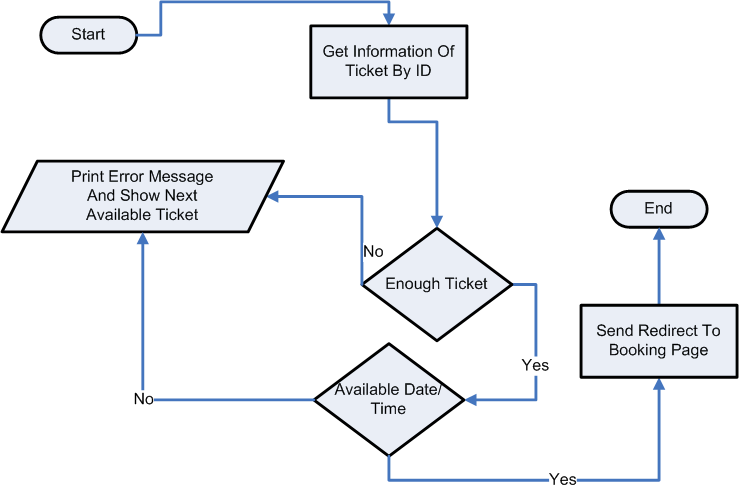 Start
Get Information Of
Ticket By ID
Print Error Message
And Show Next
Available Ticket
End
No
Enough Ticket
Send Redirect To
Booking Page
Yes
Available Date/
Time
No
Yes